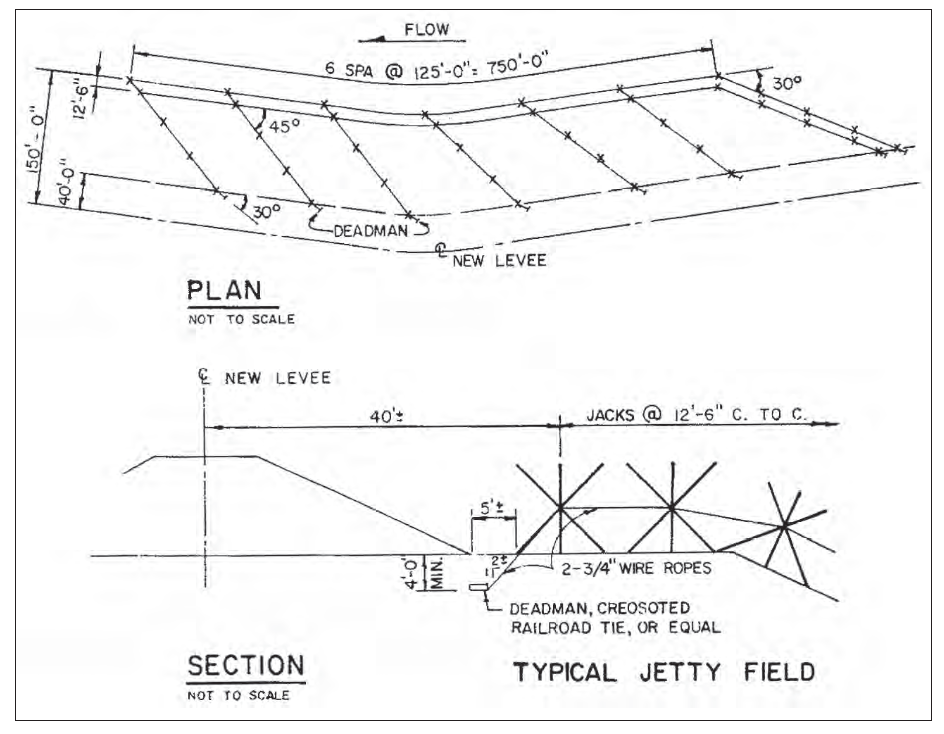 FLOW
6 SPA @ 125'-0" = 750'-0"
30°
12'-6"
150'-0"
40'-0"
45°
30°
DEADMAN
℄ NEW LEVEE
PLAN
NOT TO SCALE
℄ NEW LEVEE
40'±
JACKS @ 12'-6" C. TO C.
5'±
4'-0"
MIN.
2±
1
2-3/4" WIRE ROPES
DEADMAN, CREOSOTED
RAILROAD TIE, OR EQUAL
SECTION
NOT TO SCALE
TYPICAL JETTY FIELD